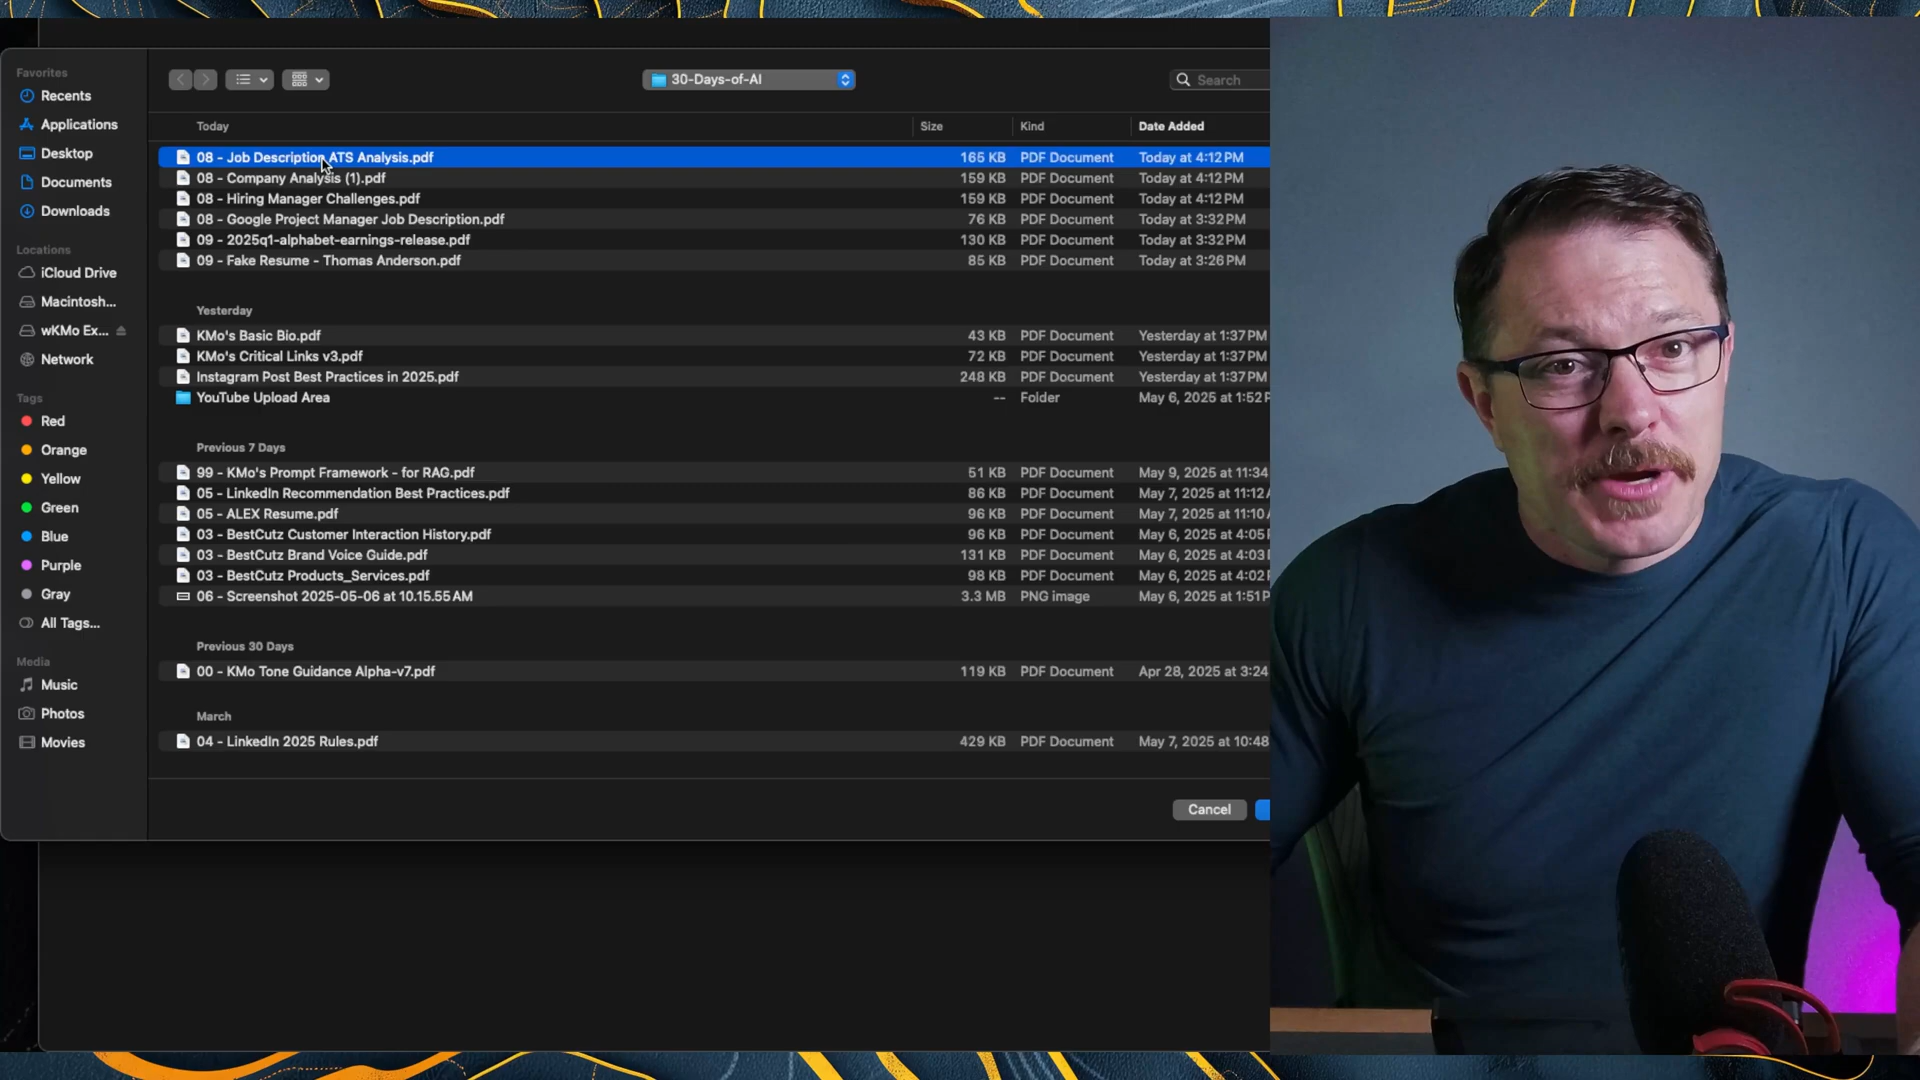 Favorites
Recents
Applications
Desktop
Documents
Downloads
Locations
iCloud Drive
Macintosh...
wKMo Ex...
Network
Tags
Red
Orange
Yellow
Green
Blue
Purple
Gray
All Tags...
Media
Music
Photos
Movies
30-Days-of-AI
Search
Today Size Kind Date Added
08 - Job Description ATS Analysis.pdf 165 KB PDF Document Today at 4:12 PM
08 - Company Analysis (1).pdf 159 KB PDF Document Today at 4:12 PM
08 - Hiring Manager Challenges.pdf 159 KB PDF Document Today at 4:12 PM
08 - Google Project Manager Job Description.pdf 76 KB PDF Document Today at 3:32 PM
09 - 2025q1-alphabet-earnings-release.pdf 130 KB PDF Document Today at 3:32 PM
09 - Fake Resume - Thomas Anderson.pdf 85 KB PDF Document Today at 3:26 PM
Yesterday
KMo's Basic Bio.pdf 43 KB PDF Document Yesterday at 1:37 PM
KMo's Critical Links v3.pdf 72 KB PDF Document Yesterday at 1:37 PM
Instagram Post Best Practices in 2025.pdf 248 KB PDF Document Yesterday at 1:37 PM
YouTube Upload Area -- Folder May 6, 2025 at 1:52
Previous 7 Days
99 - KMo's Prompt Framework - for RAG.pdf 51 KB PDF Document May 9, 2025 at 11:34
05 - LinkedIn Recommendation Best Practices.pdf 86 KB PDF Document May 7, 2025 at 11:12
05 - ALEX Resume.pdf 96 KB PDF Document May 7, 2025 at 11:10
03 - BestCutz Customer Interaction History.pdf 96 KB PDF Document May 6, 2025 at 4:05
03 - BestCutz Brand Voice Guide.pdf 131 KB PDF Document May 6, 2025 at 4:03
03 - BestCutz Products_Services.pdf 98 KB PDF Document May 6, 2025 at 4:02
06 - Screenshot 2025-05-06 at 10.15.55 AM 3.3 MB PNG image May 6, 2025 at 1:51
Previous 30 Days
00 - KMo Tone Guidance Alpha-v7.pdf 119 KB PDF Document Apr 28, 2025 at 3:24
March
04 - LinkedIn 2025 Rules.pdf 429 KB PDF Document May 7, 2025 at 10:48
Cancel